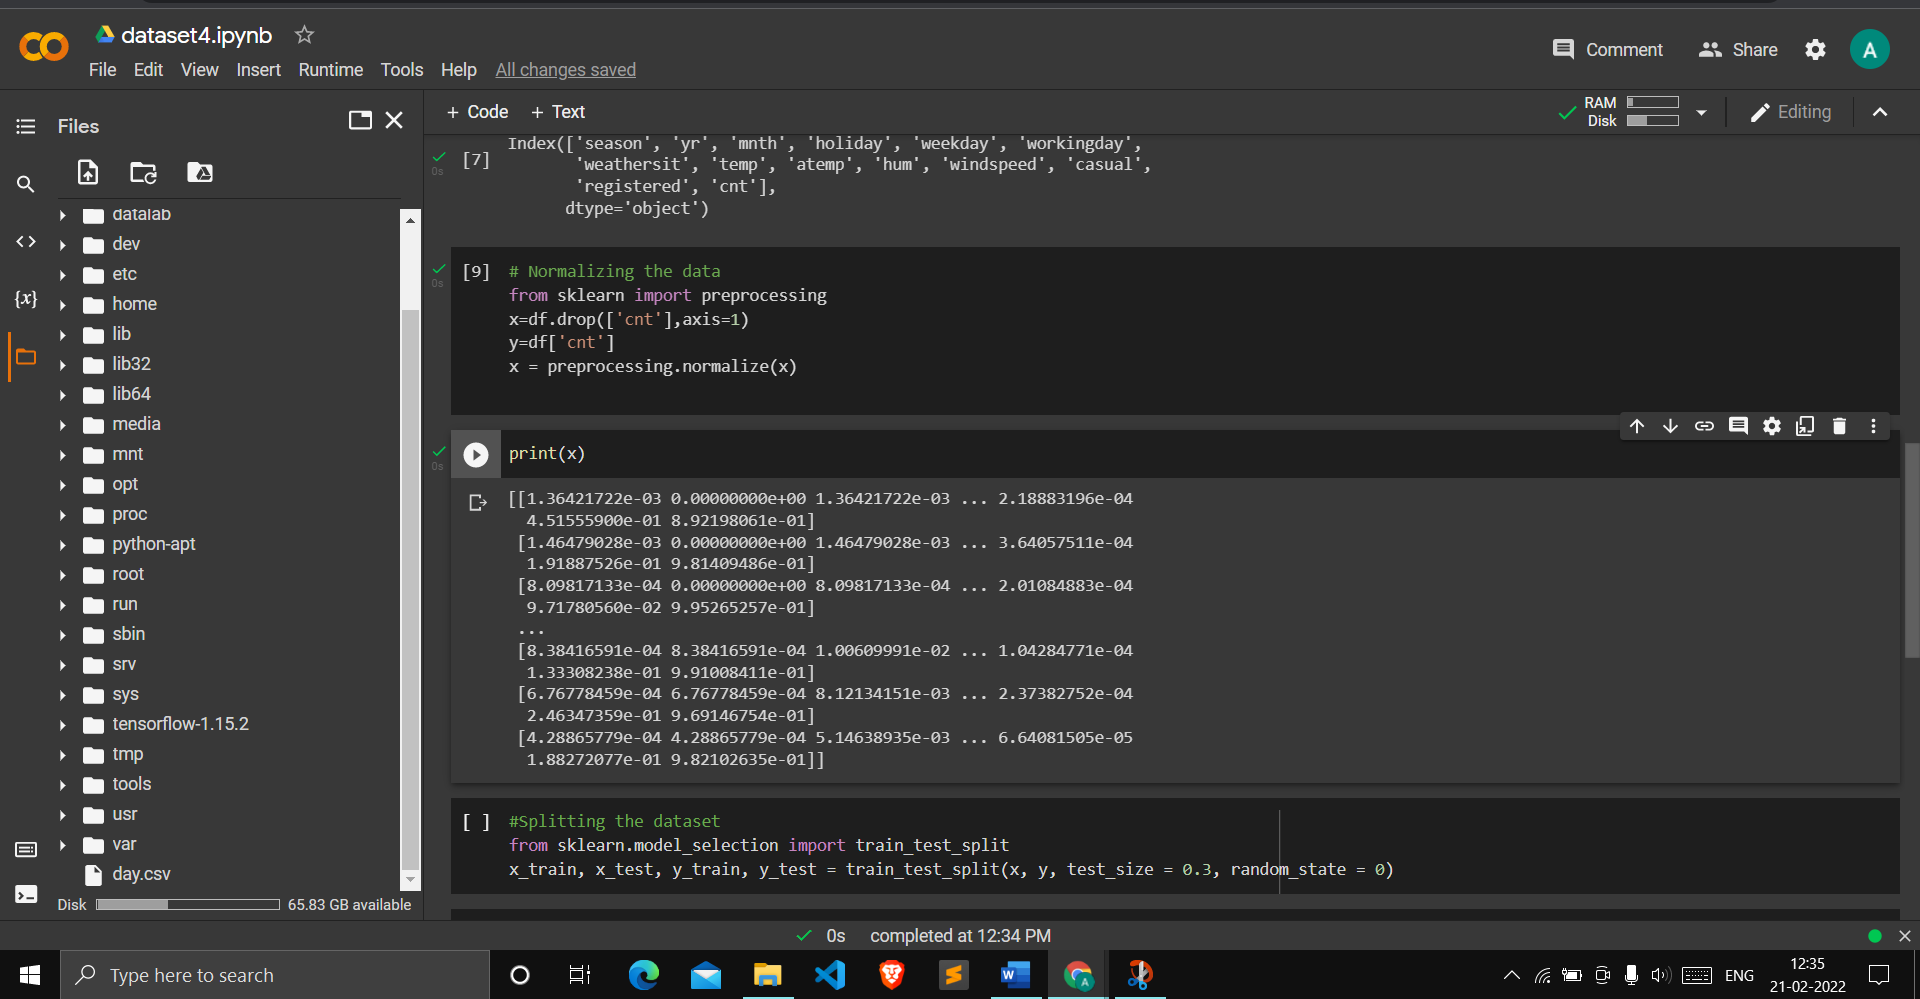 dataset4.ipynb
Comment
Share
A
File Edit View Insert Runtime Tools Help All changes saved
Files
+ Code + Text
RAM
Disk
Editing
datalab
dev
etc
home
lib
lib32
lib64
media
mnt
opt
proc
python-apt
root
run
sbin
srv
sys
tensorflow-1.15.2
tmp
tools
usr
var
day.csv
Disk 65.83 GB available
{x}
[7]
0s
Index(['season', 'yr', 'mnth', 'holiday', 'weekday', 'workingday',
'weathersit', 'temp', 'atemp', 'hum', 'windspeed', 'casual',
'registered', 'cnt'],
dtype='object')
[9]
0s
# Normalizing the data
from sklearn import preprocessing
x=df.drop(['cnt'],axis=1)
y=df['cnt']
x = preprocessing.normalize(x)
0s
print(x)
[[1.36421722e-03 0.00000000e+00 1.36421722e-03 ... 2.18883196e-04
4.51555900e-01 8.92198061e-01]
[1.46479028e-03 0.00000000e+00 1.46479028e-03 ... 3.64057511e-04
1.91887526e-01 9.81409486e-01]
[8.09817133e-04 0.00000000e+00 8.09817133e-04 ... 2.01084883e-04
9.71780560e-02 9.95265257e-01]
...
[8.38416591e-04 8.38416591e-04 1.00609991e-02 ... 1.04284771e-04
1.33308238e-01 9.91008411e-01]
[6.76778459e-04 6.76778459e-04 8.12134151e-03 ... 2.37382752e-04
2.46347359e-01 9.69146754e-01]
[4.28865779e-04 4.28865779e-04 5.14638935e-03 ... 6.64081505e-05
1.88272077e-01 9.82102635e-01]]
[ ]
#Splitting the dataset
from sklearn.model_selection import train_test_split
x_train, x_test, y_train, y_test = train_test_split(x, y, test_size = 0.3, random_state = 0)
0s completed at 12:34 PM
Type here to search
ENG
12:35
21-02-2022